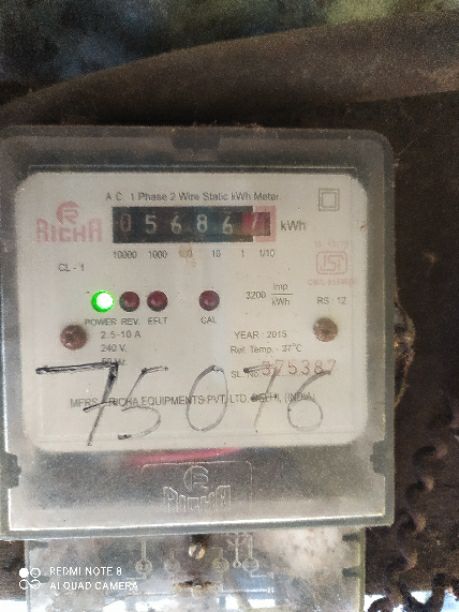 A C 1 Phase 2 Wire Static kWh Meter
RICHA
05686
kWh
10000 1000 10 1 1/10
CL - 1
3200 imp/kWh
RS : 12
POWER REV. EFLT CAL
2.5-10 A
YEAR : 2015
240 V.
Ref. Temp. - 27°C
SL. No. 375387
MFRS. : RICHA EQUIPMENTS PVT. LTD. DELHI, (INDIA)
75076
RICHA
REDMI NOTE 8
AI QUAD CAMERA